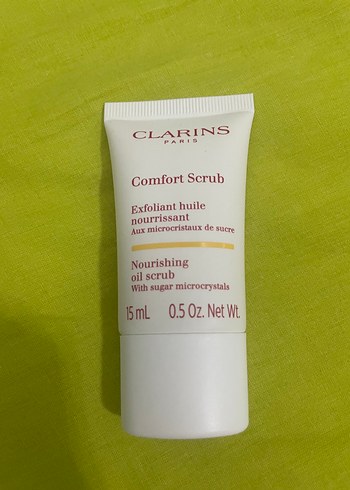 CLARINS
PARIS
Comfort Scrub
Exfoliant huile
nourrissant
Aux microcristaux de sucre
Nourishing
oil scrub
With sugar microcrystals
15 mL 0.5 Oz. Net Wt.